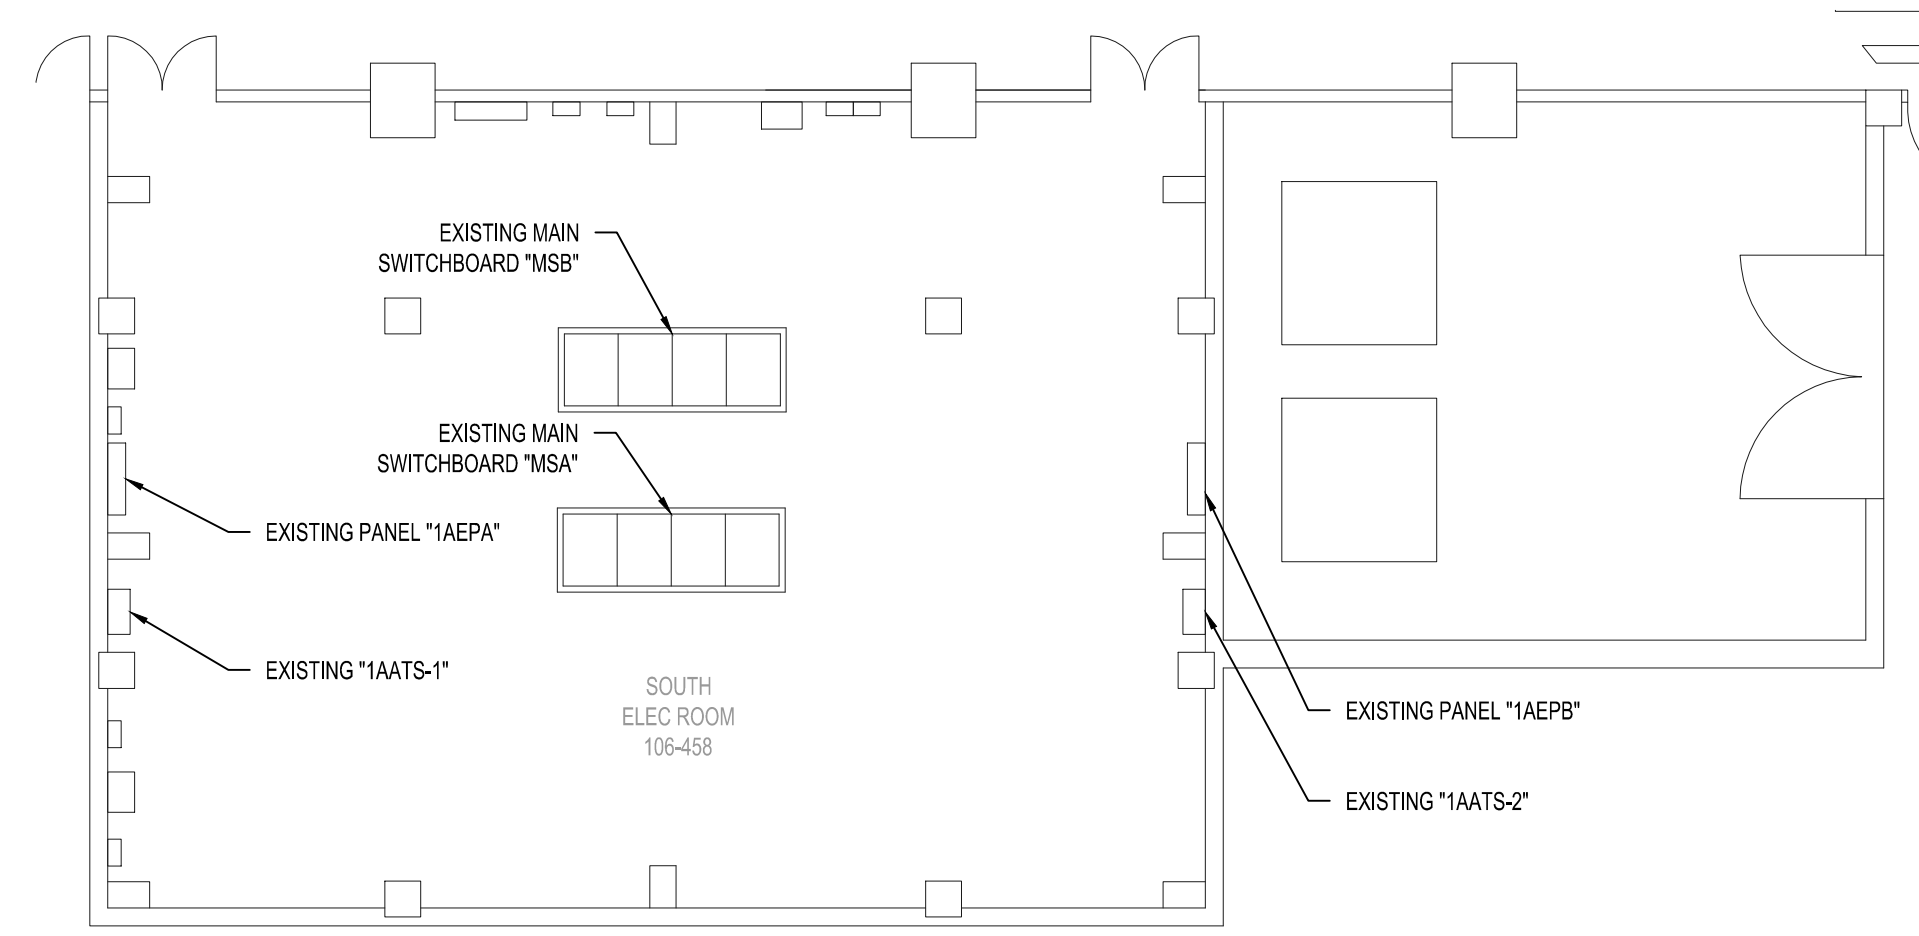 EXISTING MAIN
SWITCHBOARD "MSB"
EXISTING MAIN
SWITCHBOARD "MSA"
EXISTING PANEL "1AEPA"
EXISTING "1AATS-1"
SOUTH
ELEC ROOM
106-458
EXISTING PANEL "1AEPB"
EXISTING "1AATS-2"